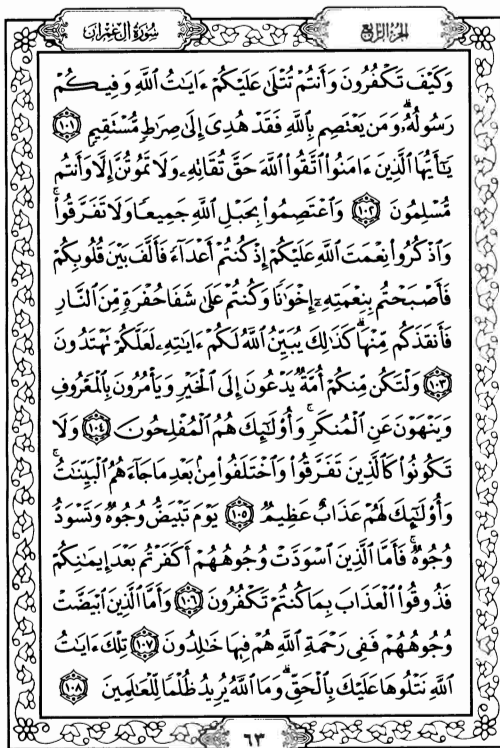 سُورَةُ آلِ عِمْرَانَ
الجُزْءُ الرَّابِعُ
وَكَيْفَ تَكْفُرُونَ وَأَنتُمْ تُتْلَىٰ عَلَيْكُمْ ءَايَـٰتُ ٱللَّهِ وَفِيكُمْ
رَسُولُهُۥ ۗ وَمَن يَعْتَصِم بِٱللَّهِ فَقَدْ هُدِىَ إِلَىٰ صِرَٰطٍ مُّسْتَقِيمٍ ١٠١
يَـٰٓأَيُّهَا ٱلَّذِينَ ءَامَنُوا۟ ٱتَّقُوا۟ ٱللَّهَ حَقَّ تُقَاتِهِۦ وَلَا تَمُوتُنَّ إِلَّا وَأَنتُم
مُّسْلِمُونَ ١٠٢ وَٱعْتَصِمُوا۟ بِحَبْلِ ٱللَّهِ جَمِيعًا وَلَا تَفَرَّقُوا۟ ۚ
وَٱذْكُرُوا۟ نِعْمَتَ ٱللَّهِ عَلَيْكُمْ إِذْ كُنتُمْ أَعْدَآءً فَأَلَّفَ بَيْنَ قُلُوبِكُمْ
فَأَصْبَحْتُم بِنِعْمَتِهِۦٓ إِخْوَٰنًا وَكُنتُمْ عَلَىٰ شَفَا حُفْرَةٍ مِّنَ ٱلنَّارِ
فَأَنقَذَكُم مِّنْهَا ۗ كَذَٰلِكَ يُبَيِّنُ ٱللَّهُ لَكُمْ ءَايَـٰتِهِۦ لَعَلَّكُمْ تَهْتَدُونَ
١٠٣ وَلْتَكُن مِّنكُمْ أُمَّةٌ يَدْعُونَ إِلَى ٱلْخَيْرِ وَيَأْمُرُونَ بِٱلْمَعْرُوفِ
وَيَنْهَوْنَ عَنِ ٱلْمُنكَرِ ۚ وَأُو۟لَـٰٓئِكَ هُمُ ٱلْمُفْلِحُونَ ١٠٤ وَلَا
تَكُونُوا۟ كَٱلَّذِينَ تَفَرَّقُوا۟ وَٱخْتَلَفُوا۟ مِنۢ بَعْدِ مَا جَآءَهُمُ ٱلْبَيِّنَـٰتُ ۚ
وَأُو۟لَـٰٓئِكَ لَهُمْ عَذَابٌ عَظِيمٌ ١٠٥ يَوْمَ تَبْيَضُّ وُجُوهٌ وَتَسْوَدُّ
وُجُوهٌ ۚ فَأَمَّا ٱلَّذِينَ ٱسْوَدَّتْ وُجُوهُهُمْ أَكَفَرْتُم بَعْدَ إِيمَـٰنِكُمْ
فَذُوقُوا۟ ٱلْعَذَابَ بِمَا كُنتُمْ تَكْفُرُونَ ١٠٦ وَأَمَّا ٱلَّذِينَ ٱبْيَضَّتْ
وُجُوهُهُمْ فَفِى رَحْمَةِ ٱللَّهِ هُمْ فِيهَا خَـٰلِدُونَ ١٠٧ تِلْكَ ءَايَـٰتُ
ٱللَّهِ نَتْلُوهَا عَلَيْكَ بِٱلْحَقِّ ۗ وَمَا ٱللَّهُ يُرِيدُ ظُلْمًا لِّلْعَـٰلَمِينَ ١٠٨
٦٣